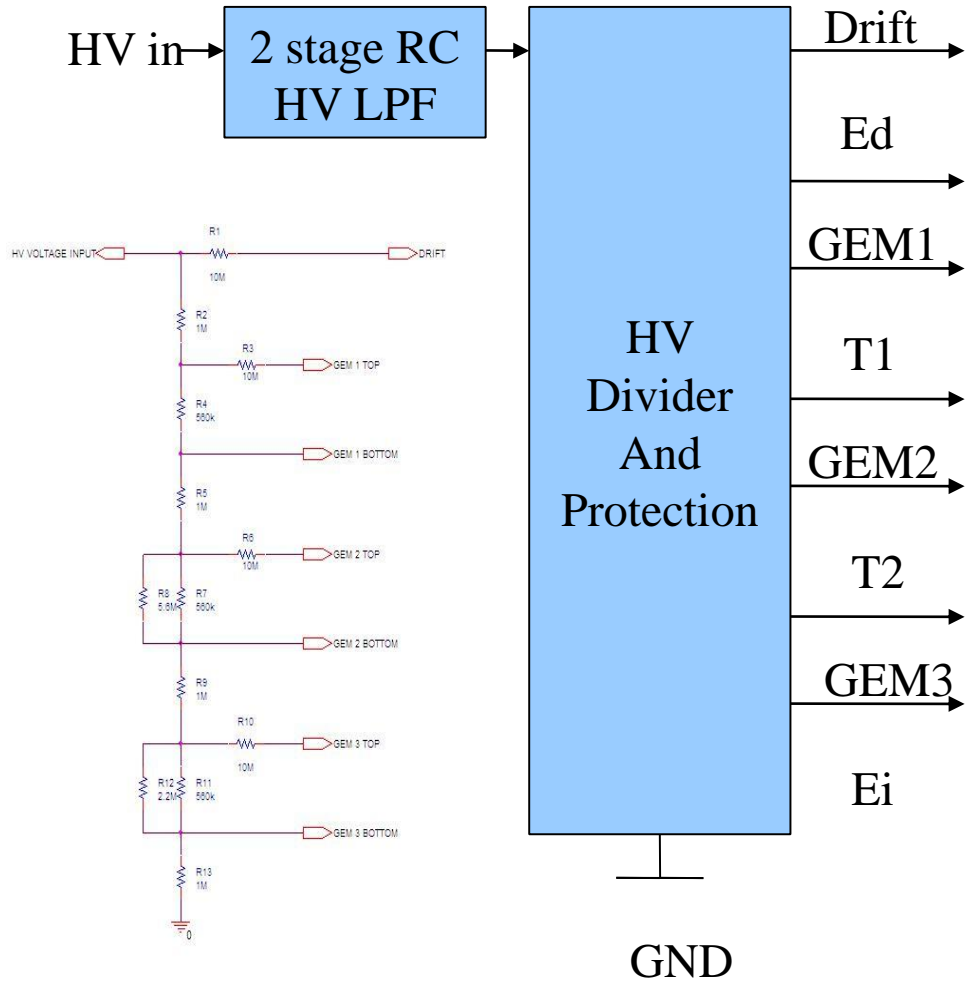 HV in
2 stage RC
HV LPF
Drift
Ed
GEM1
T1
GEM2
T2
GEM3
Ei
HV
Divider
And
Protection
GND
HV VOLTAGE INPUT
R1
10M
DRIFT
R2
1M
R3
10M
GEM 1 TOP
R4
560k
GEM 1 BOTTOM
R5
1M
R6
10M
GEM 2 TOP
R8
5.6M
R7
560k
GEM 2 BOTTOM
R9
1M
R10
10M
GEM 3 TOP
R12
2.2M
R11
560k
GEM 3 BOTTOM
R13
1M
0